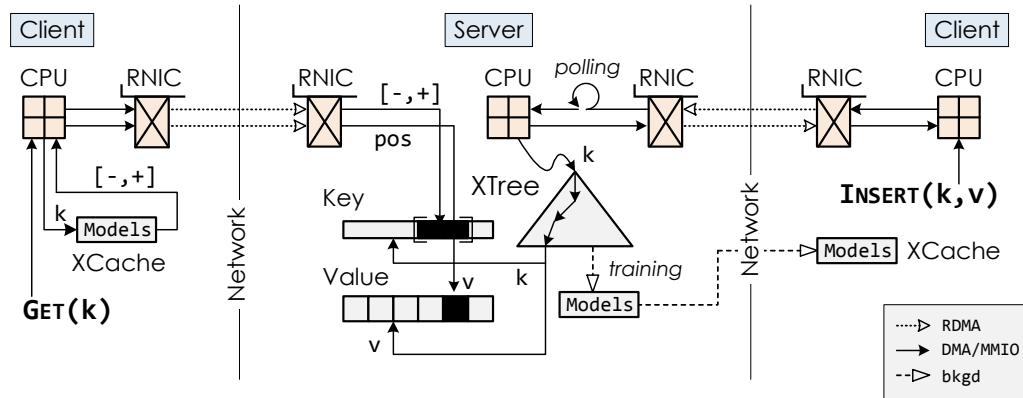 Client
Server
Client
CPU
RNIC
RNIC
CPU
polling
RNIC
RNIC
CPU
[-,+]
pos
k
XTree
[-,+]
k
Models
XCache
Key
INSERT(k,v)
Network
Network
Models
XCache
training
k
Value
v
Models
GET(k)
v
RDMA
DMA/MMIO
bkgd